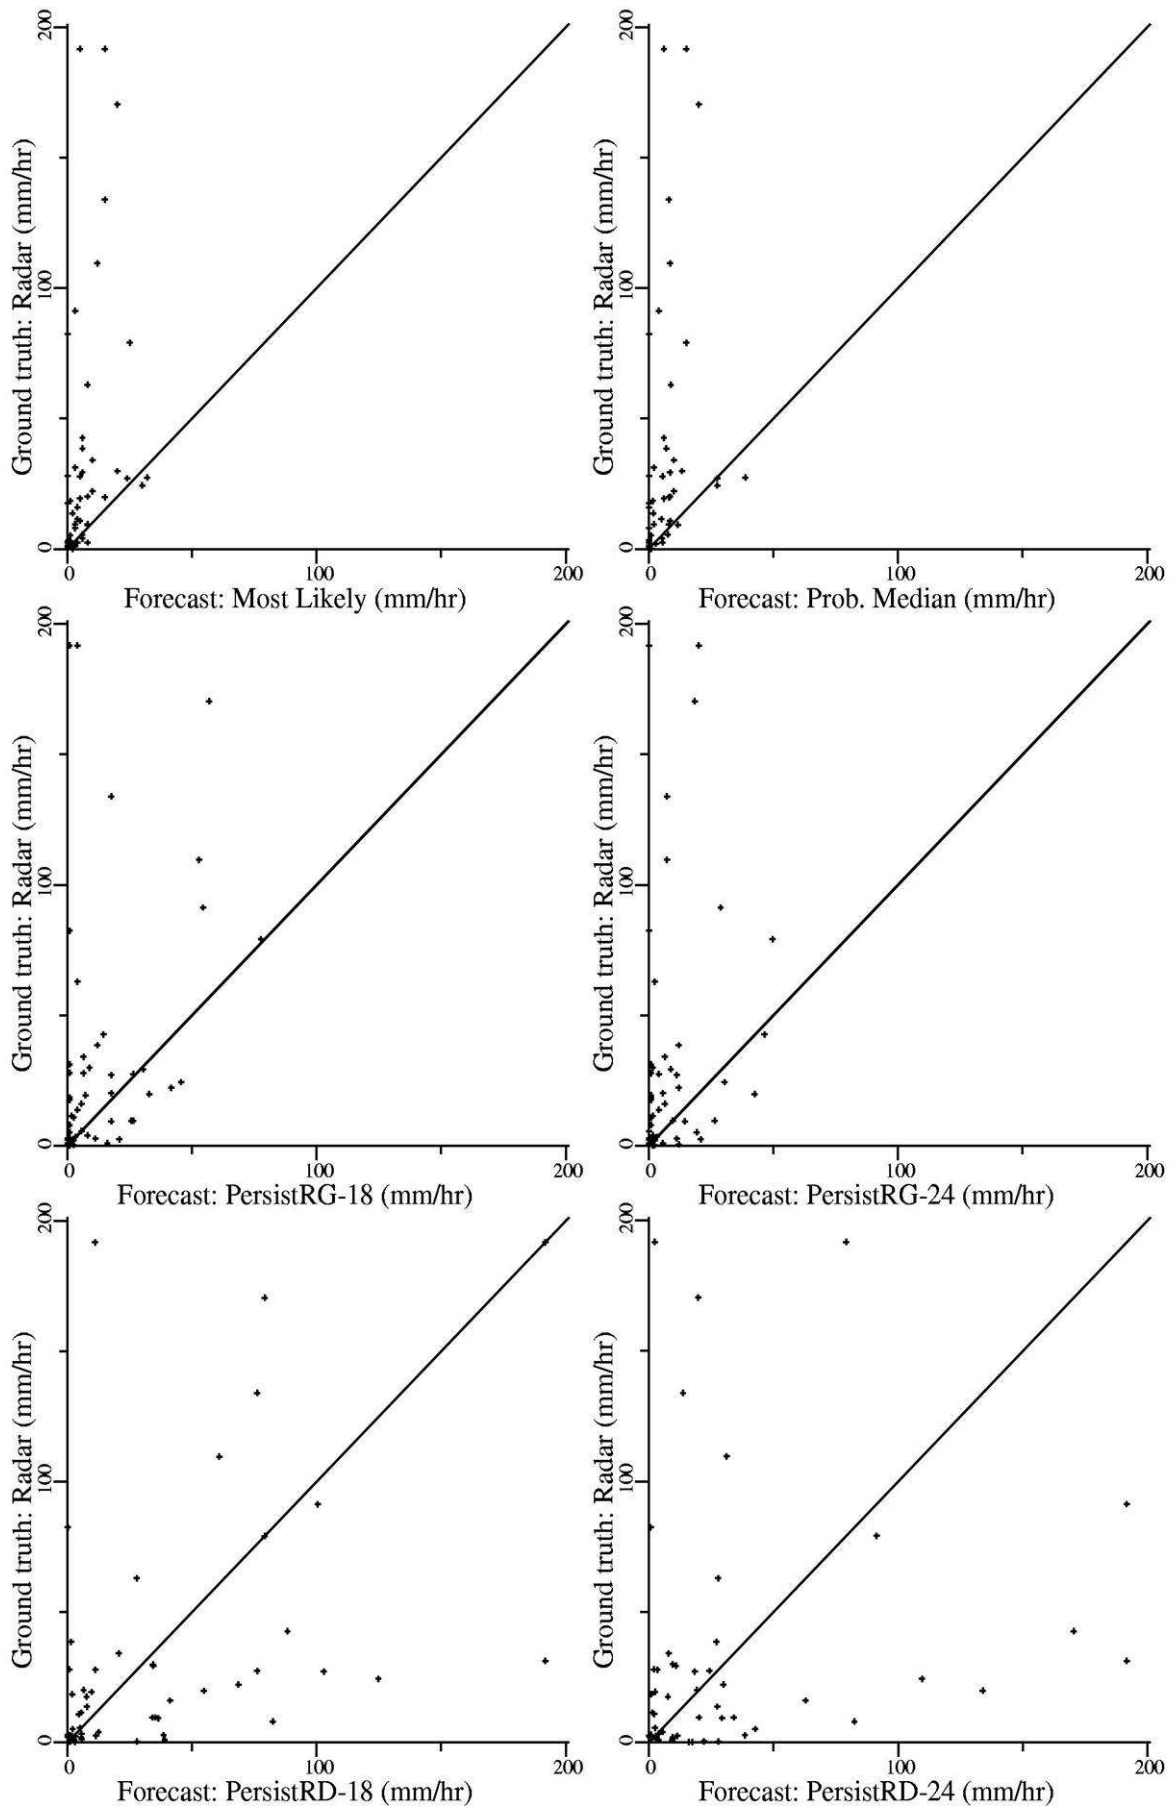 200
100
0
Ground truth: Radar (mm/hr)
0 100 200
Forecast: Most Likely (mm/hr)
200
100
0
Ground truth: Radar (mm/hr)
0 100 200
Forecast: Prob. Median (mm/hr)
200
100
0
Ground truth: Radar (mm/hr)
0 100 200
Forecast: PersistRG-18 (mm/hr)
200
100
0
Ground truth: Radar (mm/hr)
0 100 200
Forecast: PersistRG-24 (mm/hr)
200
100
0
Ground truth: Radar (mm/hr)
0 100 200
Forecast: PersistRD-18 (mm/hr)
200
100
0
Ground truth: Radar (mm/hr)
0 100 200
Forecast: PersistRD-24 (mm/hr)